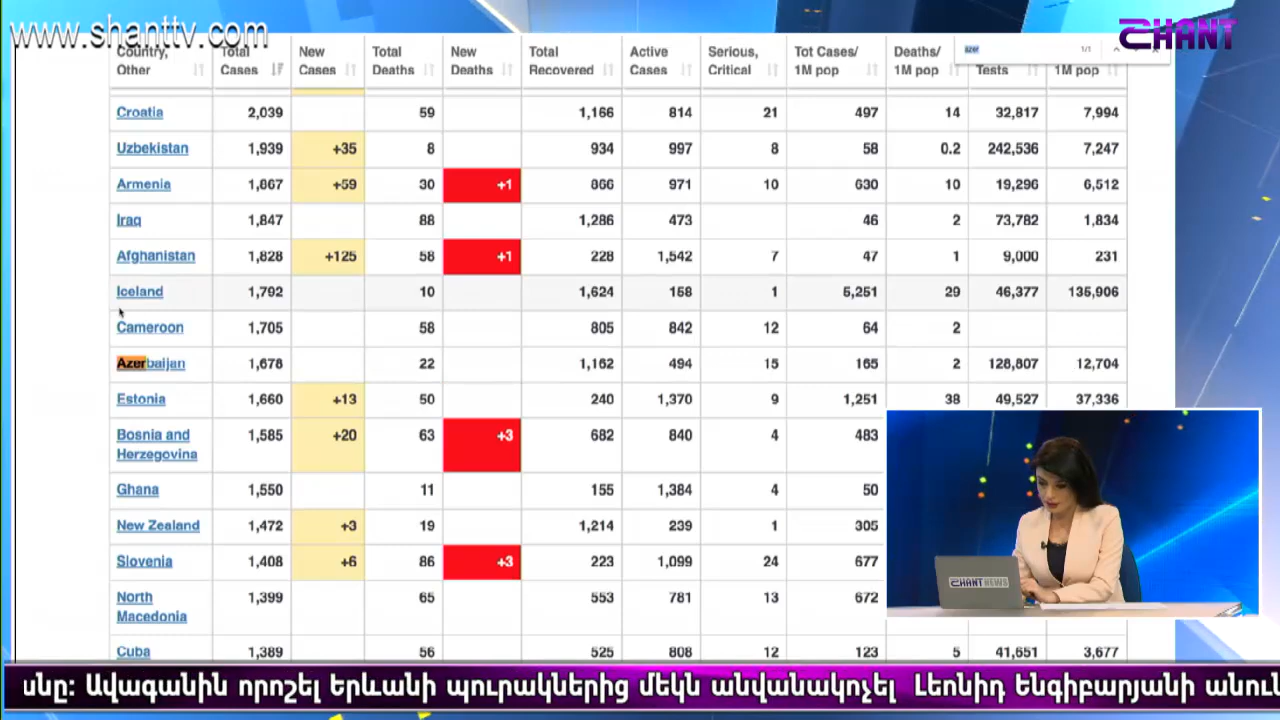 www.shanttv.com
SHANT
azer 1/1
Country, Other Total Cases New Cases Total Deaths New Deaths Total Recovered Active Cases Serious, Critical Tot Cases/ 1M pop Deaths/ 1M pop Tests 1M pop
Croatia 2,039 59 1,166 814 21 497 14 32,817 7,994
Uzbekistan 1,939 +35 8 934 997 8 58 0.2 242,536 7,247
Armenia 1,867 +59 30 +1 866 971 10 630 10 19,296 6,512
Iraq 1,847 88 1,286 473 46 2 73,782 1,834
Afghanistan 1,828 +125 58 +1 228 1,542 7 47 1 9,000 231
Iceland 1,792 10 1,624 158 1 5,251 29 46,377 135,906
Cameroon 1,705 58 805 842 12 64 2
Azerbaijan 1,678 22 1,162 494 15 165 2 128,807 12,704
Estonia 1,660 +13 50 240 1,370 9 1,251 38 49,527 37,336
Bosnia and Herzegovina 1,585 +20 63 +3 682 840 4 483
Ghana 1,550 11 155 1,384 4 50
New Zealand 1,472 +3 19 1,214 239 1 305
Slovenia 1,408 +6 86 +3 223 1,099 24 677
North Macedonia 1,399 65 553 781 13 672
Cuba 1,389 56 525 808 12 123 5 41,651 3,677
SHANT NEWS
սնը: Ավագանին որոշել Երևանի պուրակներից մեկն անվանակոչել Լեոնիդ Ենգիբարյանի անուն